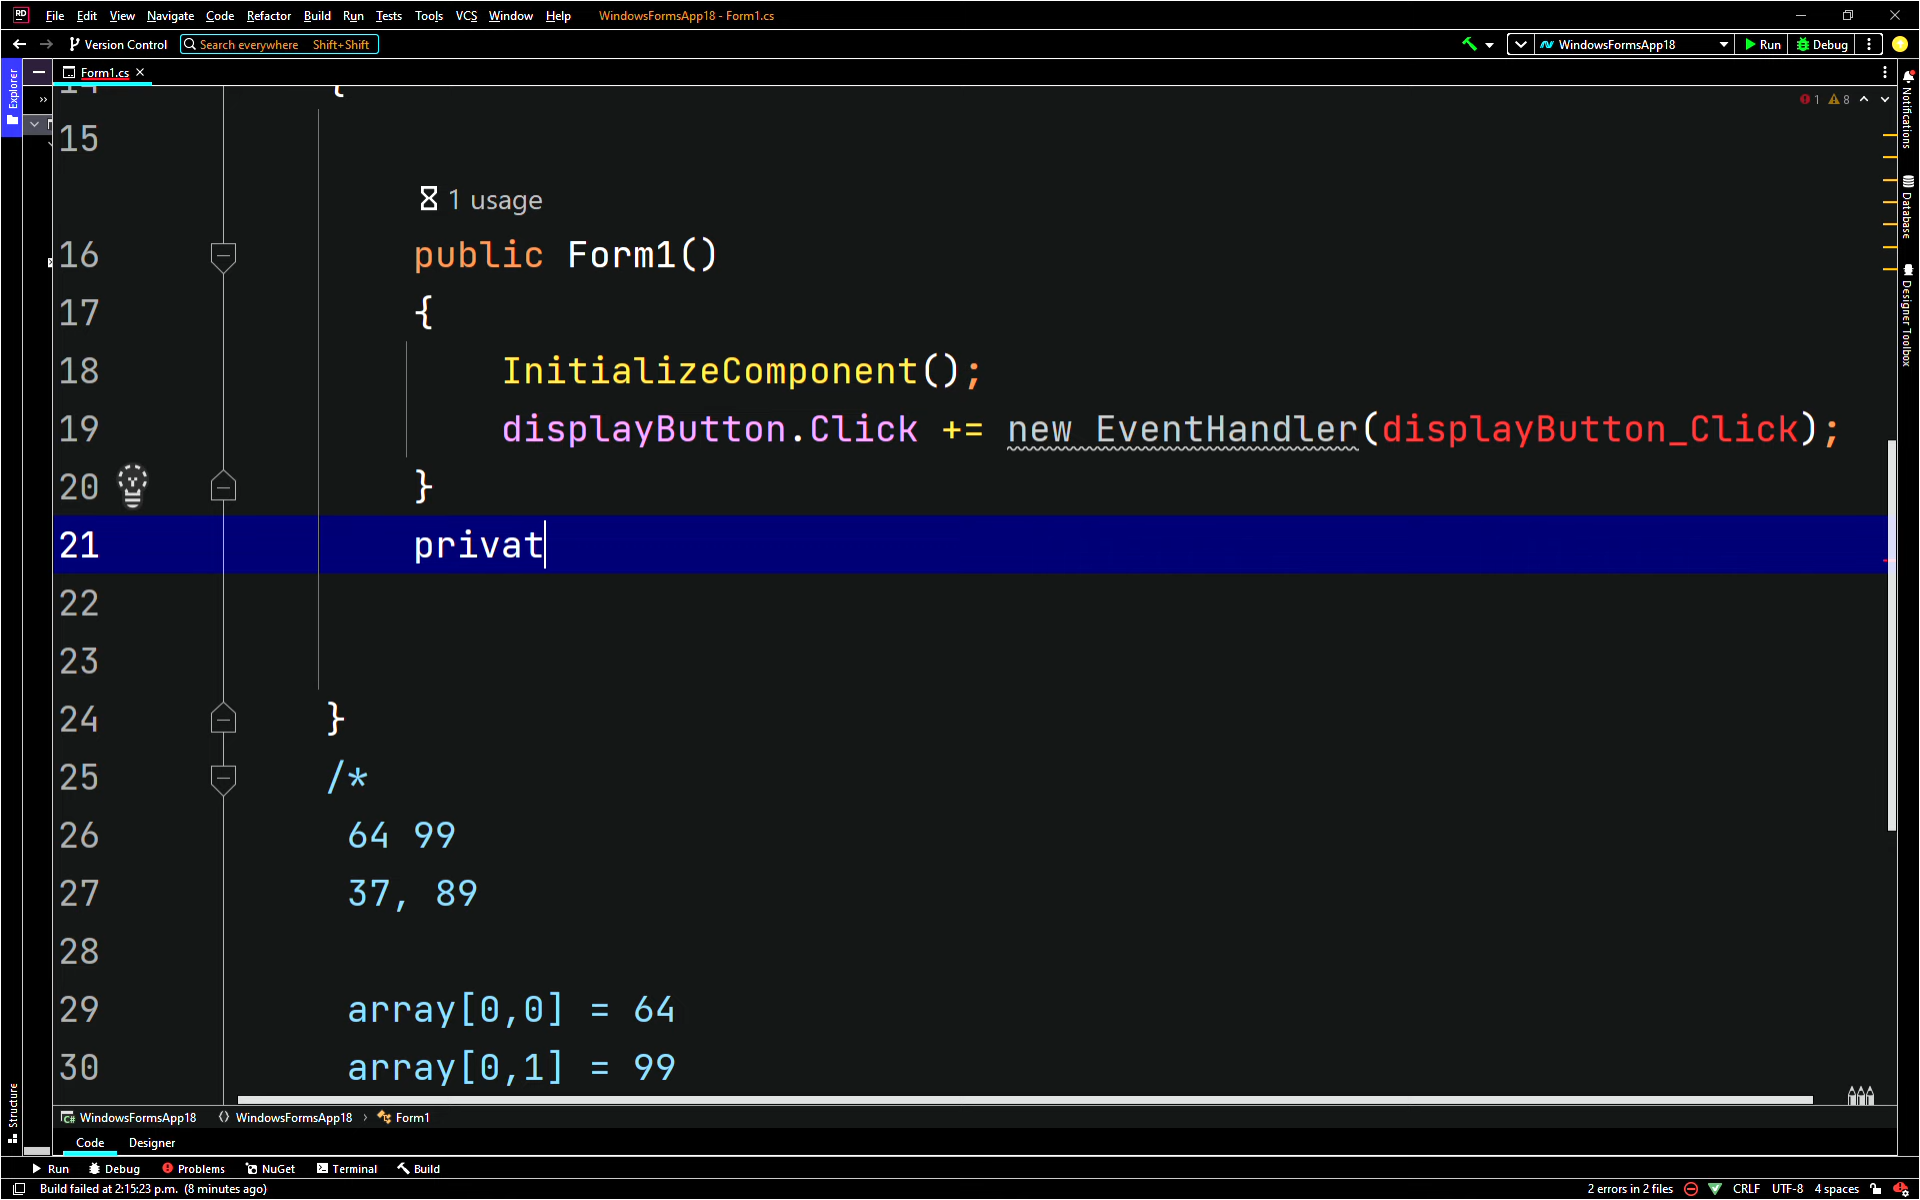 RD File Edit View Navigate Code Refactor Build Run Tests Tools VCS Window Help WindowsFormsApp18 - Form1.cs
Version Control Search everywhere Shift+Shift WindowsFormsApp18 Run Debug
Explorer
Form1.cs
1 8
Notifications
Database
Designer Toolbox
14 {
15
1 usage
16 public Form1()
17 {
18 InitializeComponent();
19 displayButton.Click += new EventHandler(displayButton_Click);
20 }
21 privat
22
23
24 }
25 /*
26 64 99
27 37, 89
28
29 array[0,0] = 64
30 array[0,1] = 99
Structure
C# WindowsFormsApp18 WindowsFormsApp18 › Form1
Code Designer
Run Debug Problems NuGet Terminal Build
Build failed at 2:15:23 p.m. (8 minutes ago) 2 errors in 2 files CRLF UTF-8 4 spaces